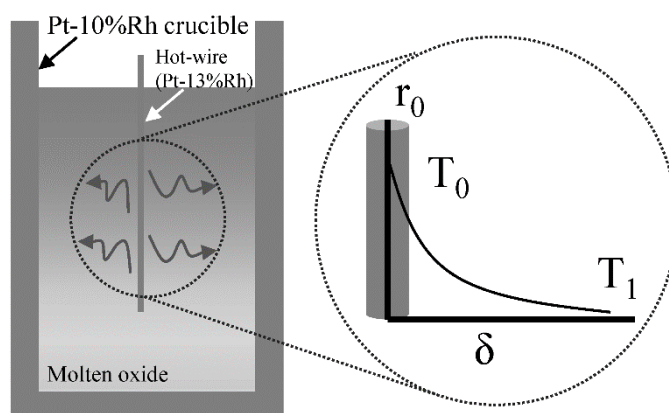 Pt-10%Rh crucible
Hot-wire
(Pt-13%Rh)
Molten oxide
r₀
T₀
T₁
δ